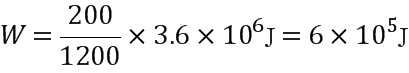 W = 200/1200 × 3.6 × 10⁶J = 6 × 10⁵J